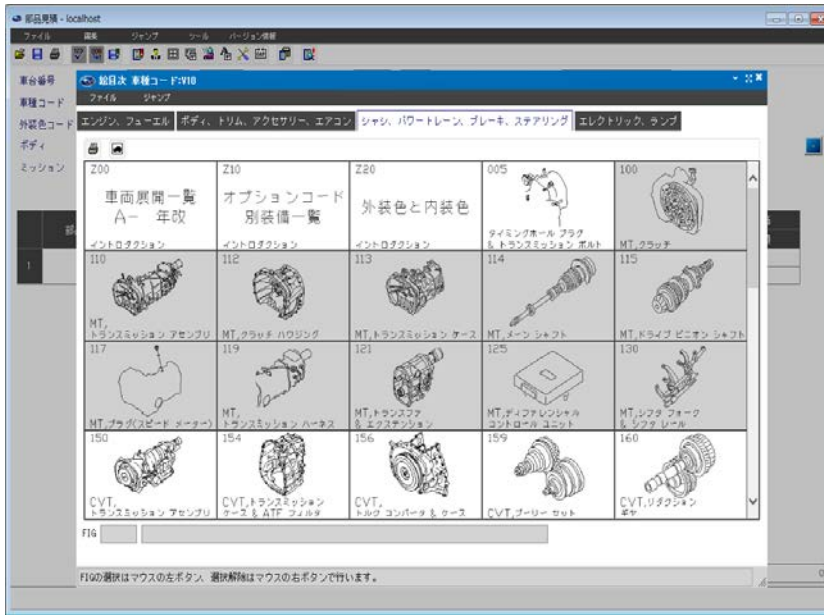 部品見積 - localhost
ファイル 編集 ジャンプ ツール バージョン情報
車台番号
車種コード
外装色コード
ボディ
ミッション
絵目次 車種コード:V10
ファイル ジャンプ
エンジン、フューエル ボディ、トリム、アクセサリー、エアコン シャシ、パワートレーン、ブレーキ、ステアリング エレクトリック、ランプ
Z00
車両展開一覧
A- 年改
イントロダクション
Z10
オプションコード
別装備一覧
イントロダクション
Z20
外装色と内装色
イントロダクション
005
タイミングホール プラグ
& トランスミッション ボルト
100
MT,クラッチ
110
MT,
トランスミッション アセンブリ
112
MT,クラッチ ハウジング
113
MT,トランスミッション ケース
114
MT,メーン シャフト
115
MT,ドライブ ピニオン シャフト
117
MT,プラグ(スピード メーター)
119
MT,
トランスミッション ハーネス
121
MT,トランスファ
& エクステンション
125
MT,ディファレンシャル
コントロール ユニット
130
MT,シフタ フォーク
& シフタ レール
150
CVT,
トランスミッション アセンブリ
154
CVT,トランスミッション
ケース & ATF フィルタ
156
CVT,
トルク コンバータ & ケース
159
CVT,プーリー セット
160
CVT,リダクション
ギヤ
1
FIG
FIGの選択はマウスの左ボタン、選択解除はマウスの右ボタンで行います。